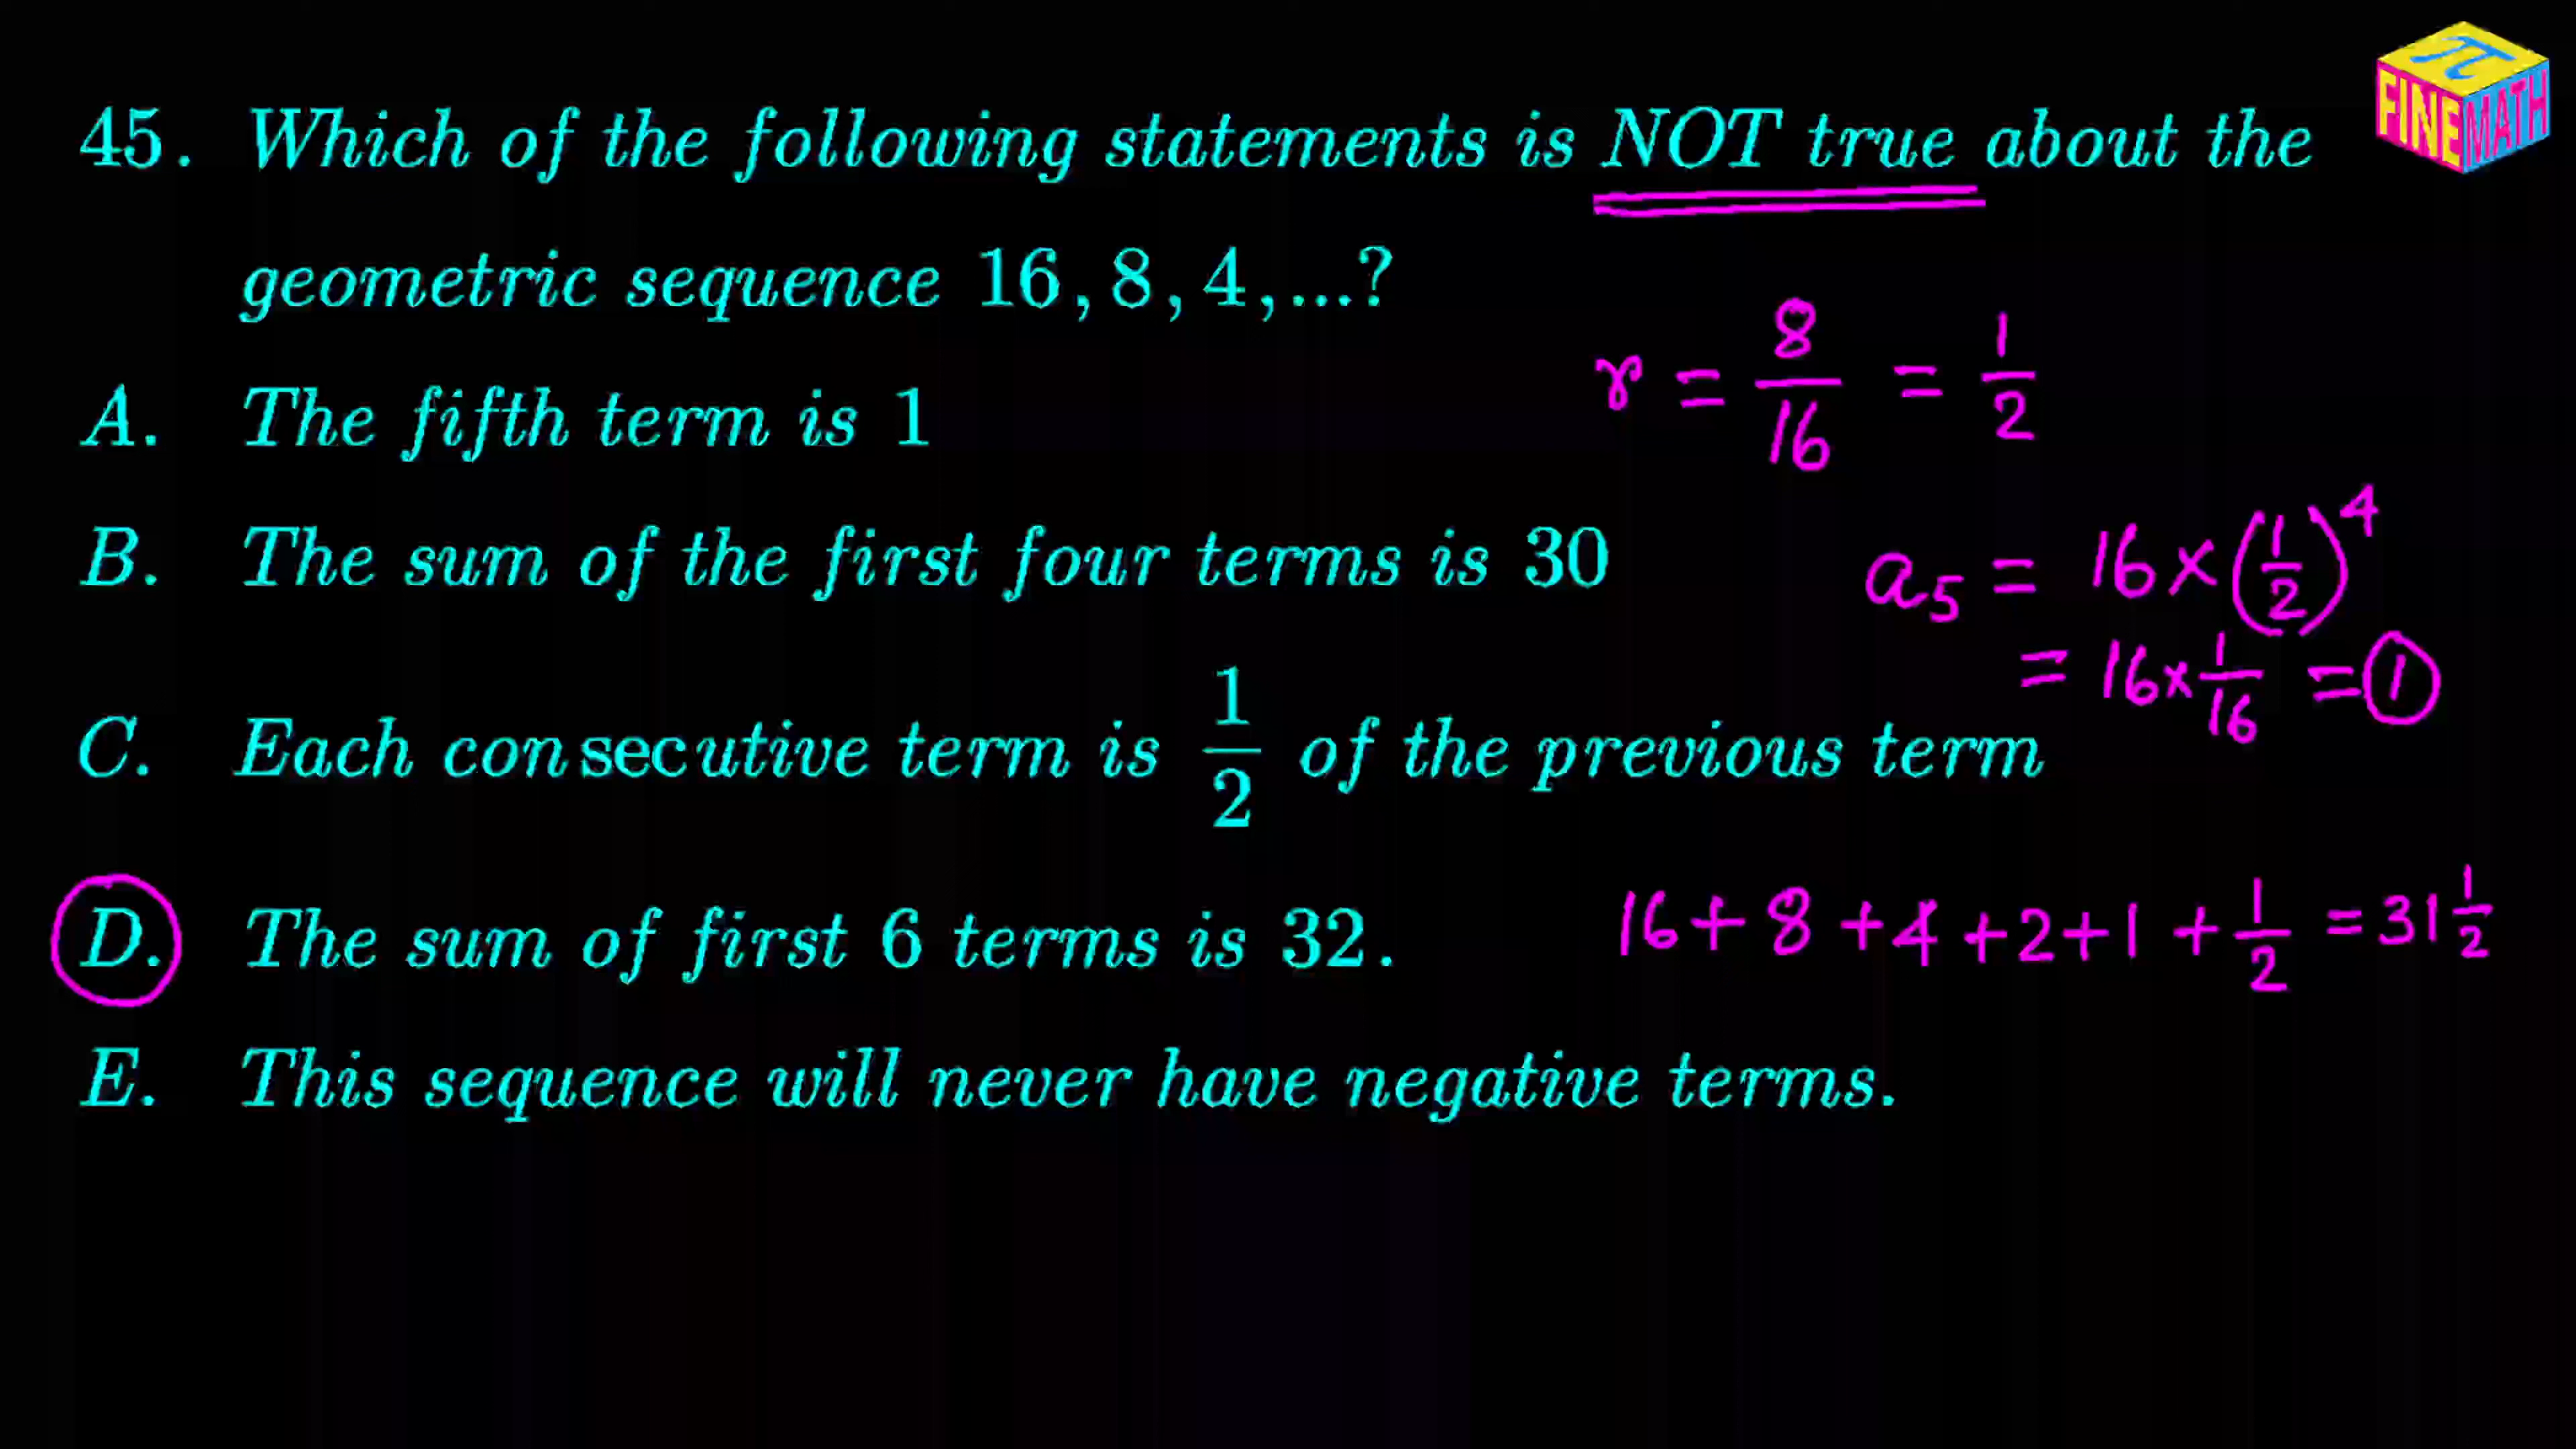 π
FINE MATH
45. Which of the following statements is NOT true about the
geometric sequence 16, 8, 4, ...?
r = 8/16 = 1/2
A. The fifth term is 1
B. The sum of the first four terms is 30
a₅ = 16 × (1/2)⁴
= 16 × 1/16 = 1
C. Each consecutive term is 1/2 of the previous term
D. The sum of first 6 terms is 32.
16 + 8 + 4 + 2 + 1 + 1/2 = 31 1/2
E. This sequence will never have negative terms.